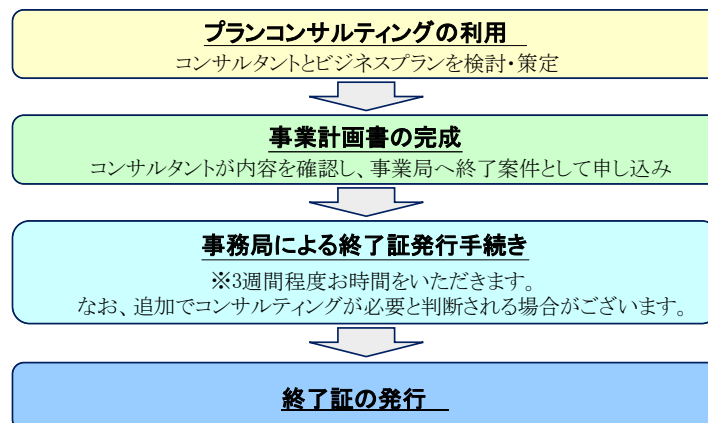 プランコンサルティングの利用
コンサルタントとビジネスプランを検討・策定
事業計画書の完成
コンサルタントが内容を確認し、事業局へ終了案件として申し込み
事務局による終了証発行手続き
※3週間程度お時間をいただきます。
なお、追加でコンサルティングが必要と判断される場合がございます。
終了証の発行